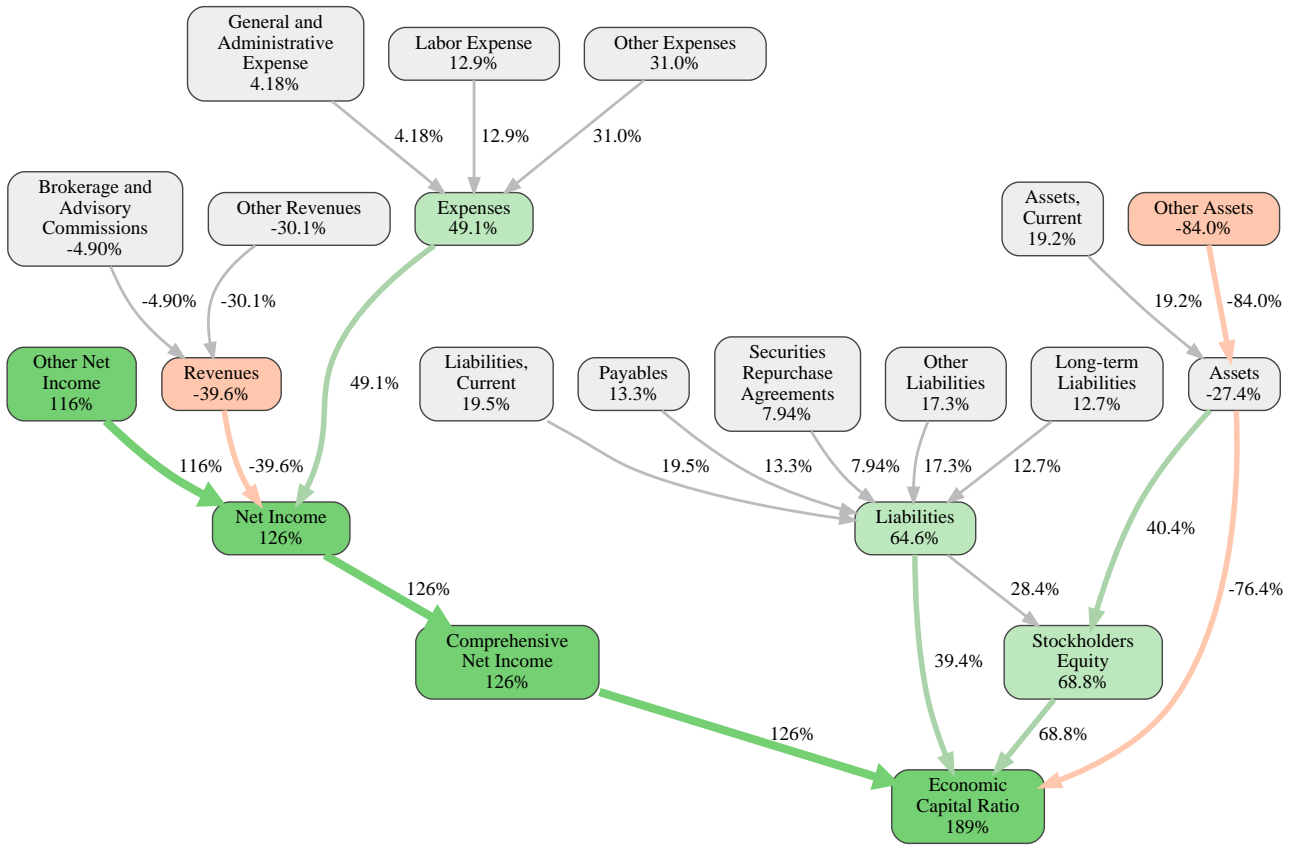 General and
Administrative
Expense
4.18%
Labor Expense
12.9%
Other Expenses
31.0%
4.18%
12.9%
31.0%
Brokerage and
Advisory
Commissions
-4.90%
Other Revenues
-30.1%
Expenses
49.1%
Assets,
Current
19.2%
Other Assets
-84.0%
-4.90%
-30.1%
19.2%
-84.0%
Other Net
Income
116%
Revenues
-39.6%
49.1%
Liabilities,
Current
19.5%
Payables
13.3%
Securities
Repurchase
Agreements
7.94%
Other
Liabilities
17.3%
Long-term
Liabilities
12.7%
Assets
-27.4%
116%
-39.6%
19.5%
13.3%
7.94%
17.3%
12.7%
Net Income
126%
Liabilities
64.6%
40.4%
126%
28.4%
-76.4%
Comprehensive
Net Income
126%
39.4%
Stockholders
Equity
68.8%
126%
68.8%
Economic
Capital Ratio
189%